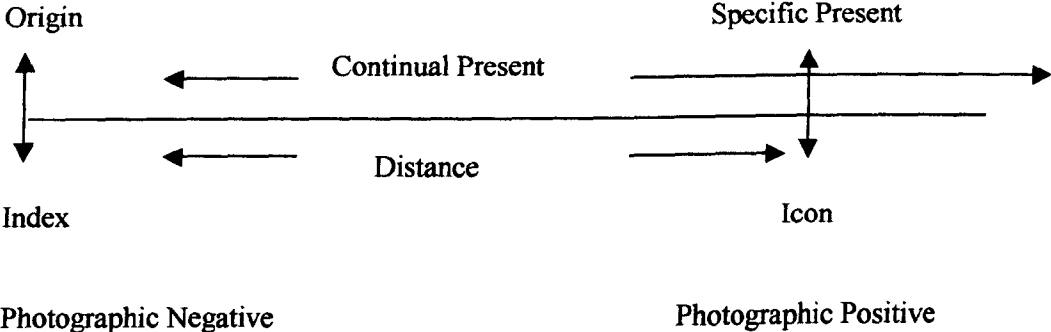 Origin
Specific Present
Continual Present
Distance
Index
Icon
Photographic Negative
Photographic Positive